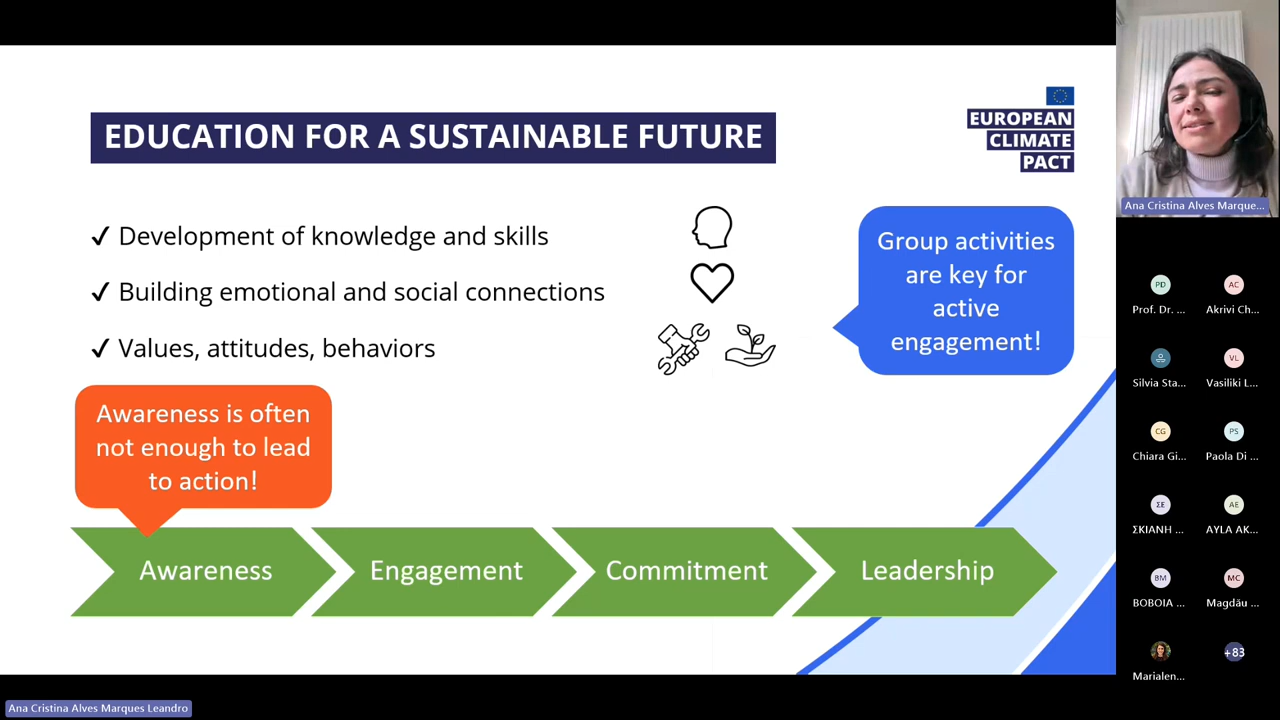 EDUCATION FOR A SUSTAINABLE FUTURE
EUROPEAN
CLIMATE
PACT
✓ Development of knowledge and skills
✓ Building emotional and social connections
✓ Values, attitudes, behaviors
Group activities
are key for
active
engagement!
Awareness is often
not enough to lead
to action!
Awareness
Engagement
Commitment
Leadership
Ana Cristina Alves Marque...
PD
Prof. Dr. ...
AC
Akrivi Ch...
Silvia Sta...
VL
Vasiliki L...
CG
Chiara Gi...
PS
Paola Di ...
ΣΕ
ΣΚΙΑΝΗ ...
AE
AYLA AK...
BM
BOBOIA ...
MC
Magdău ...
Marialen...
+83
Ana Cristina Alves Marques Leandro